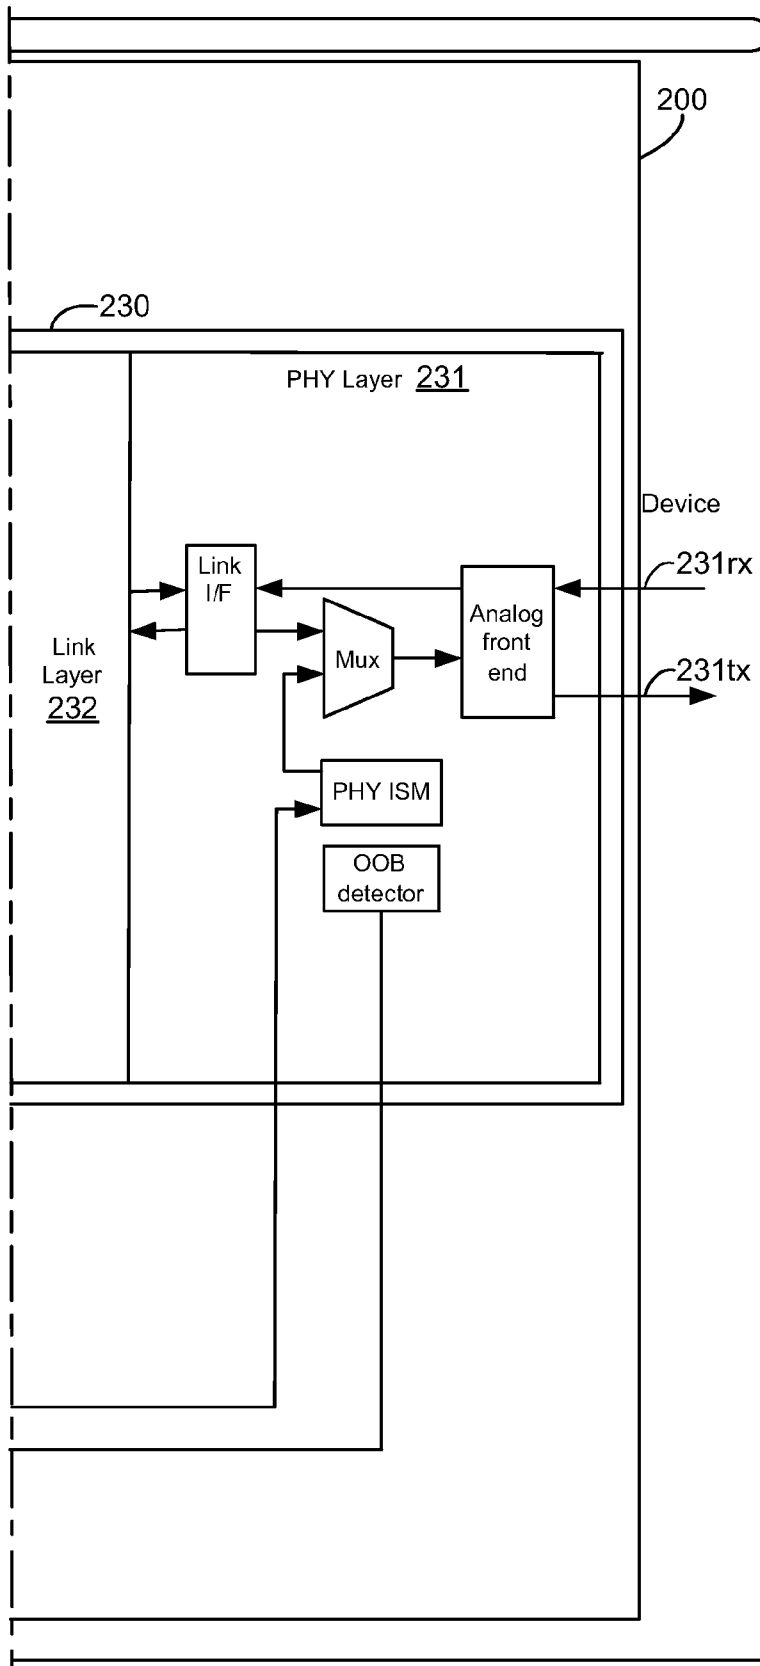 200
230
PHY Layer 231
Device
Link
I/F
231rx
Analog
front
end
Mux
Link
Layer
232
231tx
PHY ISM
OOB
detector